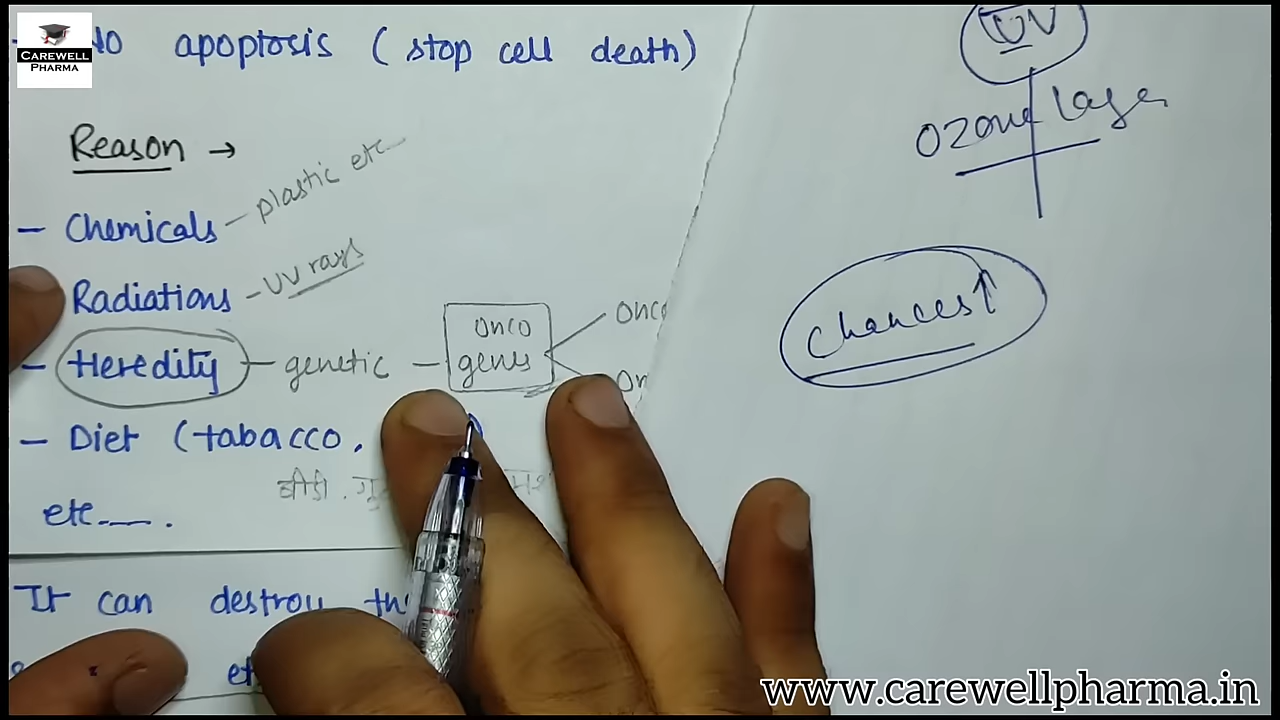 CAREWELL
PHARMA
No apoptosis (stop cell death)
Reason →
- Chemicals - plastic etc
Radiations - UV rays
- Heredity - genetic - onco genes
- Diet (tabacco,
बीडी.
etc--- .
It can destroy
UV
ozone layer
chances↑
www.carewellpharma.in